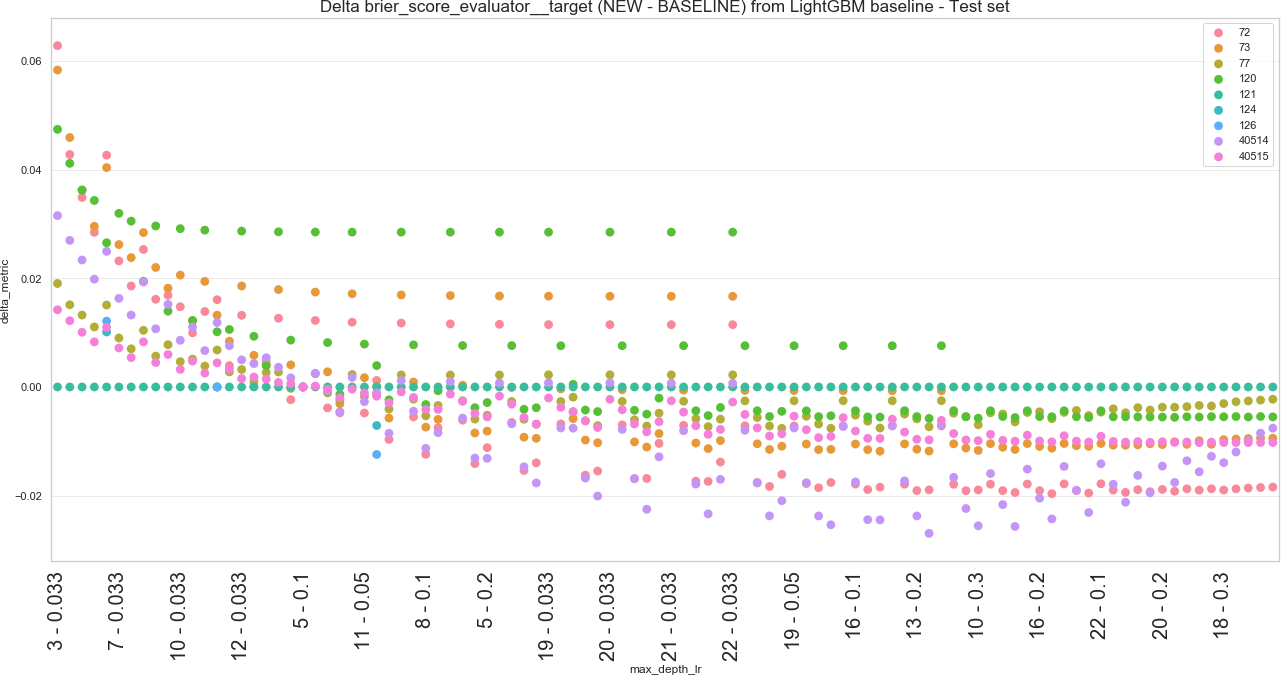 Delta brier_score_evaluator__target (NEW - BASELINE) from LightGBM baseline - Test set
72
73
77
120
121
124
126
40514
40515
delta_metric
0.06
0.04
0.02
0.00
−0.02
3 - 0.033
7 - 0.033
10 - 0.033
12 - 0.033
5 - 0.1
11 - 0.05
8 - 0.1
5 - 0.2
19 - 0.033
20 - 0.033
21 - 0.033
22 - 0.033
19 - 0.05
16 - 0.1
13 - 0.2
10 - 0.3
16 - 0.2
22 - 0.1
20 - 0.2
18 - 0.3
max_depth_lr